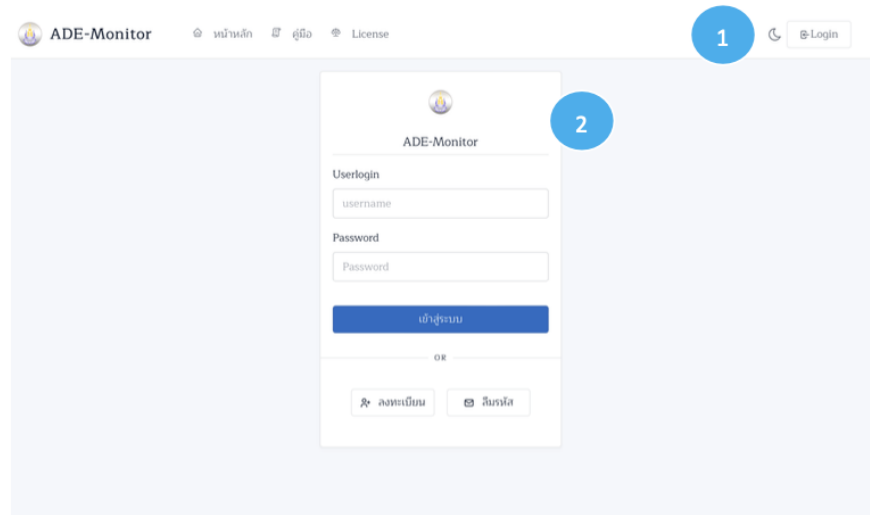 ADE-Monitor หน้าหลัก คู่มือ License 1 Login
2
ADE-Monitor
Userlogin
username
Password
Password
เข้าสู่ระบบ
OR
ลงทะเบียน ลืมรหัส